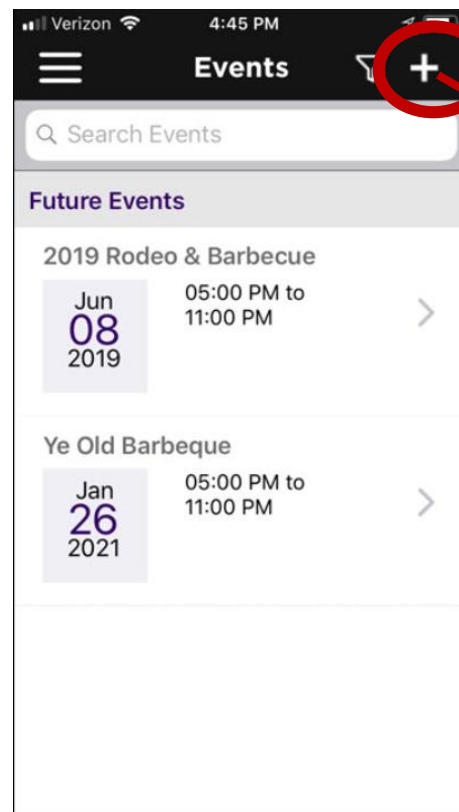 Verizon 4:45 PM
Events
Search Events
Future Events
2019 Rodeo & Barbecue
Jun
08
2019
05:00 PM to
11:00 PM
Ye Old Barbeque
Jan
26
2021
05:00 PM to
11:00 PM